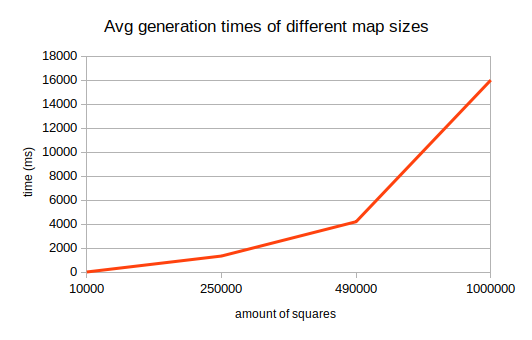 Avg generation times of different map sizes
18000
16000
14000
12000
10000
8000
6000
4000
2000
0
time (ms)
10000 250000 490000 1000000
amount of squares